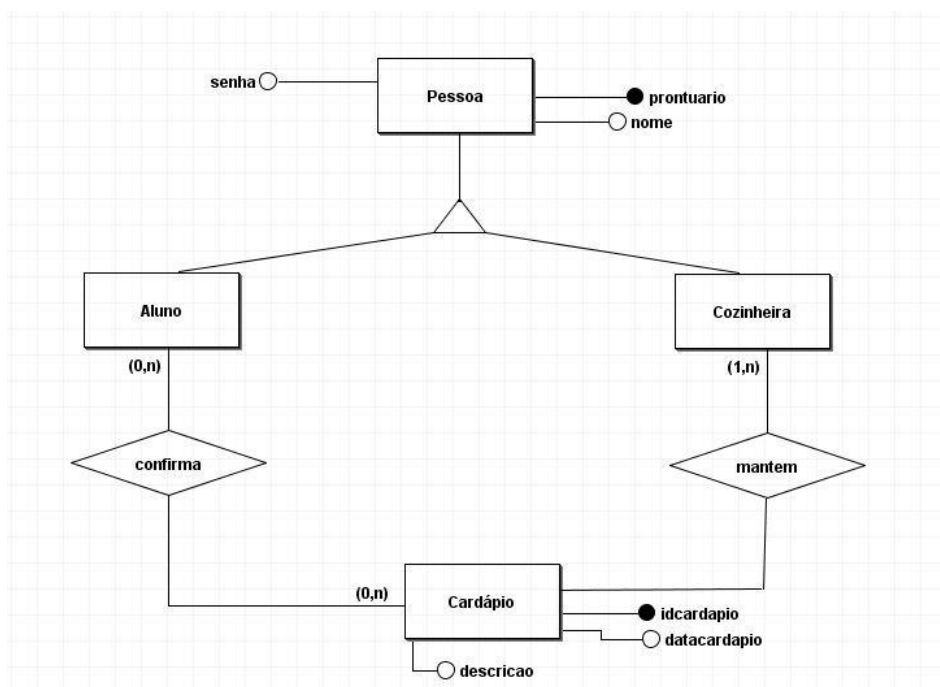 senha
Pessoa
prontuario
nome
Aluno
Cozinheira
(0,n)
(1,n)
confirma
mantem
(0,n)
Cardápio
idcardapio
datacardapio
descricao